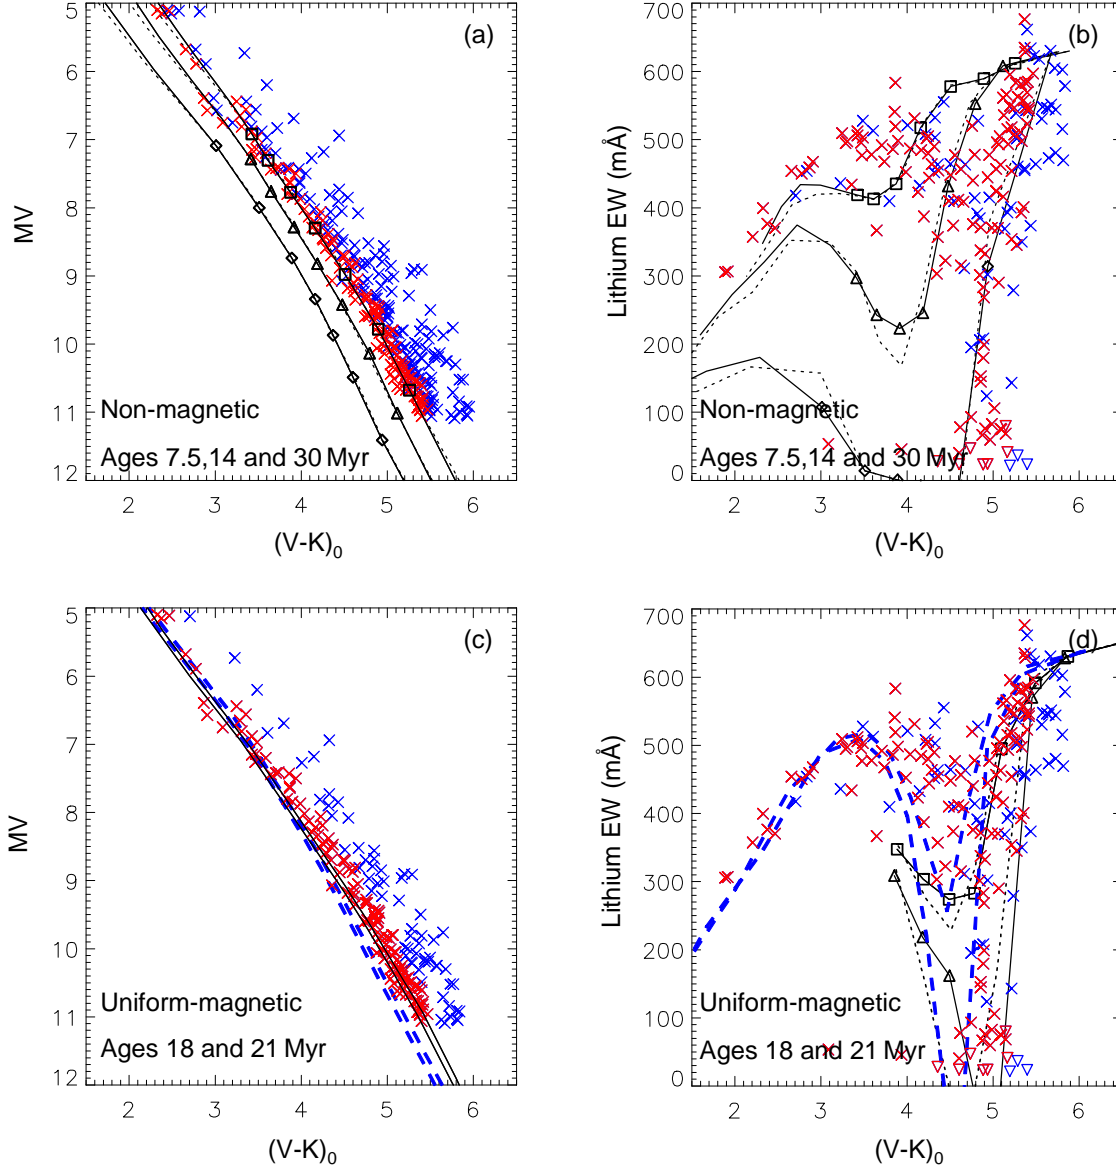 (a)
5
6
7
8
9
10
11
12
MV
Non-magnetic
Ages 7.5,14 and 30 Myr
2 3 4 5 6
(V-K)0
(b)
700
600
500
400
300
200
100
0
Lithium EW (mÅ)
Non-magnetic
Ages 7.5,14 and 30 Myr
2 3 4 5 6
(V-K)0
(c)
5
6
7
8
9
10
11
12
MV
Uniform-magnetic
Ages 18 and 21 Myr
2 3 4 5 6
(V-K)0
(d)
700
600
500
400
300
200
100
0
Lithium EW (mÅ)
Uniform-magnetic
Ages 18 and 21 Myr
2 3 4 5 6
(V-K)0